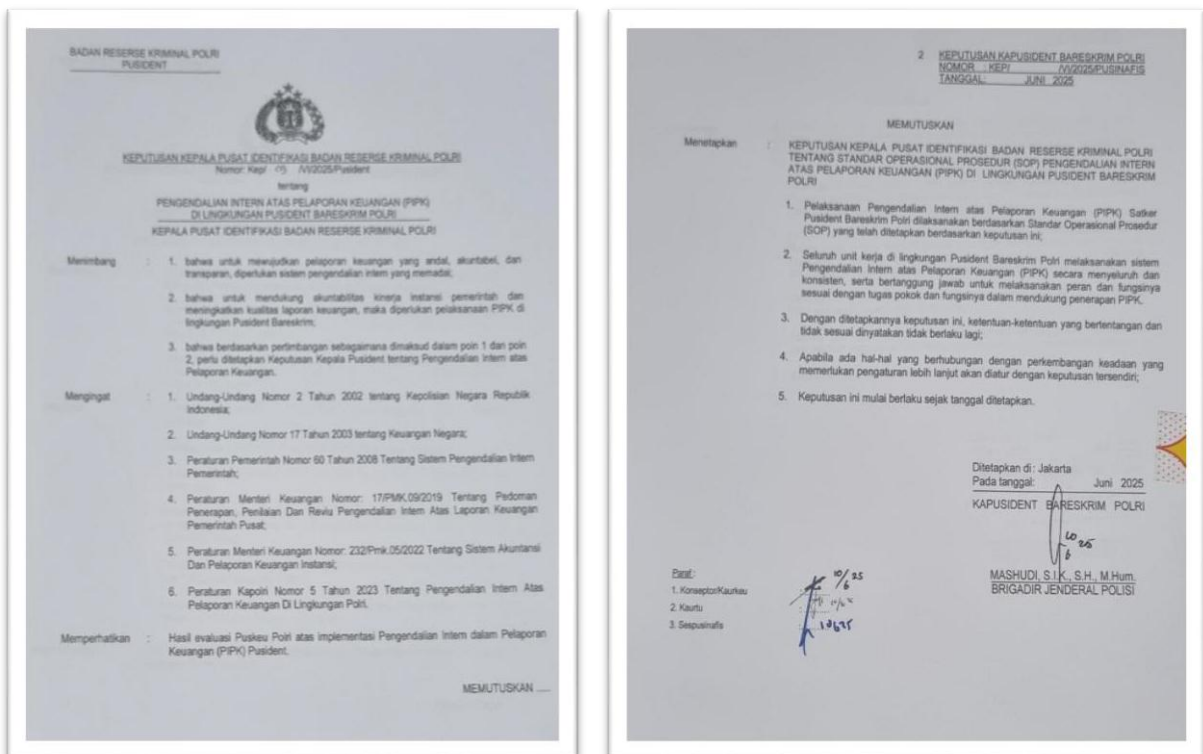 BADAN RESERSE KRIMINAL POLRI
PUSIDENT
KEPUTUSAN KEPALA PUSAT IDENTIFIKASI BADAN RESERSE KRIMINAL POLRI
Nomor: Kep/ /VI/2025/Pusident
tentang
PENGENDALIAN INTERN ATAS PELAPORAN KEUANGAN (PIPK)
DI LINGKUNGAN PUSIDENT BARESKRIM POLRI
KEPALA PUSAT IDENTIFIKASI BADAN RESERSE KRIMINAL POLRI
Menimbang : 1. bahwa untuk mewujudkan pelaporan keuangan yang andal, akuntabel, dan
transparan, diperlukan sistem pengendalian intern yang memadai;
2. bahwa untuk mendukung akuntabilitas kinerja instansi pemerintah dan
meningkatkan kualitas laporan keuangan, maka diperlukan pelaksanaan PIPK di
lingkungan Pusident Bareskrim;
3. bahwa berdasarkan pertimbangan sebagaimana dimaksud dalam poin 1 dan poin
2, perlu ditetapkan Keputusan Kepala Pusident tentang Pengendalian Intern atas
Pelaporan Keuangan.
Mengingat : 1. Undang-Undang Nomor 2 Tahun 2002 tentang Kepolisian Negara Republik
Indonesia;
2. Undang-Undang Nomor 17 Tahun 2003 tentang Keuangan Negara;
3. Peraturan Pemerintah Nomor 60 Tahun 2008 Tentang Sistem Pengendalian Intern
Pemerintah;
4. Peraturan Menteri Keuangan Nomor: 17/PMK.09/2019 Tentang Pedoman
Penerapan, Penilaian Dan Reviu Pengendalian Intern Atas Laporan Keuangan
Pemerintah Pusat;
5. Peraturan Menteri Keuangan Nomor: 232/Pmk.05/2022 Tentang Sistem Akuntansi
Dan Pelaporan Keuangan Instansi;
6. Peraturan Kapolri Nomor 5 Tahun 2023 Tentang Pengendalian Intern Atas
Pelaporan Keuangan Di Lingkungan Polri.
Memperhatikan : Hasil evaluasi Puskeu Polri atas implementasi Pengendalian Intern dalam Pelaporan
Keuangan (PIPK) Pusident.
MEMUTUSKAN ....
2 KEPUTUSAN KAPUSIDENT BARESKRIM POLRI
NOMOR : KEP/ /VI/2025/PUSINAFIS
TANGGAL: JUNI 2025
MEMUTUSKAN
Menetapkan : KEPUTUSAN KEPALA PUSAT IDENTIFIKASI BADAN RESERSE KRIMINAL POLRI
TENTANG STANDAR OPERASIONAL PROSEDUR (SOP) PENGENDALIAN INTERN
ATAS PELAPORAN KEUANGAN (PIPK) DI LINGKUNGAN PUSIDENT BARESKRIM
POLRI
1. Pelaksanaan Pengendalian Intern atas Pelaporan Keuangan (PIPK) Satker
Pusident Bareskrim Polri dilaksanakan berdasarkan Standar Operasional Prosedur
(SOP) yang telah ditetapkan berdasarkan keputusan ini;
2. Seluruh unit kerja di lingkungan Pusident Bareskrim Polri melaksanakan sistem
Pengendalian Intern atas Pelaporan Keuangan (PIPK) secara menyeluruh dan
konsisten, serta bertanggung jawab untuk melaksanakan peran dan fungsinya
sesuai dengan tugas pokok dan fungsinya dalam mendukung penerapan PIPK.
3. Dengan ditetapkannya keputusan ini, ketentuan-ketentuan yang bertentangan dan
tidak sesuai dinyatakan tidak berlaku lagi;
4. Apabila ada hal-hal yang berhubungan dengan perkembangan keadaan yang
memerlukan pengaturan lebih lanjut akan diatur dengan keputusan tersendiri;
5. Keputusan ini mulai berlaku sejak tanggal ditetapkan.
Ditetapkan di : Jakarta
Pada tanggal: Juni 2025
KAPUSIDENT BARESKRIM POLRI
MASHUDI, S.I.K., S.H., M.Hum.
BRIGADIR JENDERAL POLISI
Paraf :
1. Konseptor/Kaurkeu 10/6 25
2. Kaurtu
3. Sespusinafis 10625